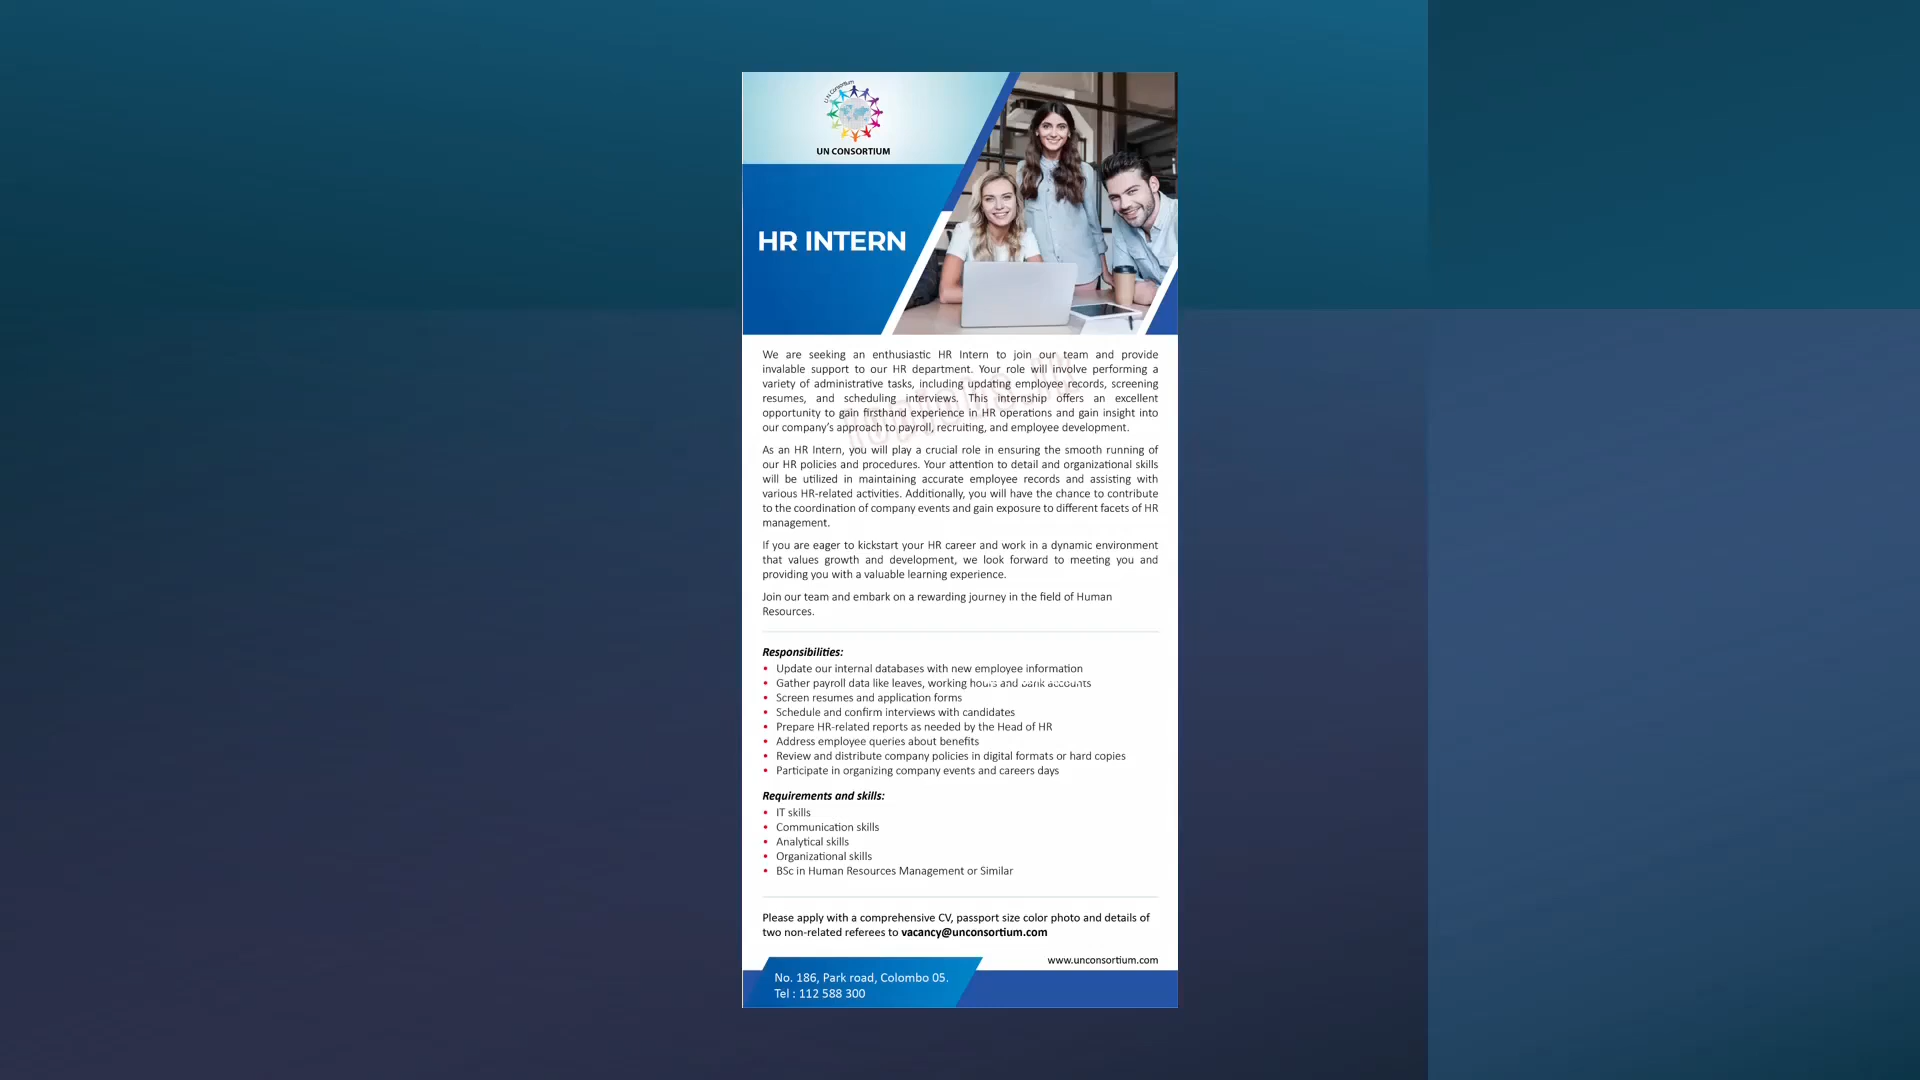 UN Consortium
UN CONSORTIUM
HR INTERN
We are seeking an enthusiastic HR Intern to join our team and provide
invalable support to our HR department. Your role will involve performing a
variety of administrative tasks, including updating employee records, screening
resumes, and scheduling interviews. This internship offers an excellent
opportunity to gain firsthand experience in HR operations and gain insight into
our company's approach to payroll, recruiting, and employee development.
As an HR Intern, you will play a crucial role in ensuring the smooth running of
our HR policies and procedures. Your attention to detail and organizational skills
will be utilized in maintaining accurate employee records and assisting with
various HR-related activities. Additionally, you will have the chance to contribute
to the coordination of company events and gain exposure to different facets of HR
management.
If you are eager to kickstart your HR career and work in a dynamic environment
that values growth and development, we look forward to meeting you and
providing you with a valuable learning experience.
Join our team and embark on a rewarding journey in the field of Human
Resources.
Responsibilities:
• Update our internal databases with new employee information
• Gather payroll data like leaves, working hours and bank accounts
• Screen resumes and application forms
• Schedule and confirm interviews with candidates
• Prepare HR-related reports as needed by the Head of HR
• Address employee queries about benefits
• Review and distribute company policies in digital formats or hard copies
• Participate in organizing company events and careers days
Requirements and skills:
• IT skills
• Communication skills
• Analytical skills
• Organizational skills
• BSc in Human Resources Management or Similar
Please apply with a comprehensive CV, passport size color photo and details of
two non-related referees to vacancy@unconsortium.com
www.unconsortium.com
No. 186, Park road, Colombo 05.
Tel : 112 588 300